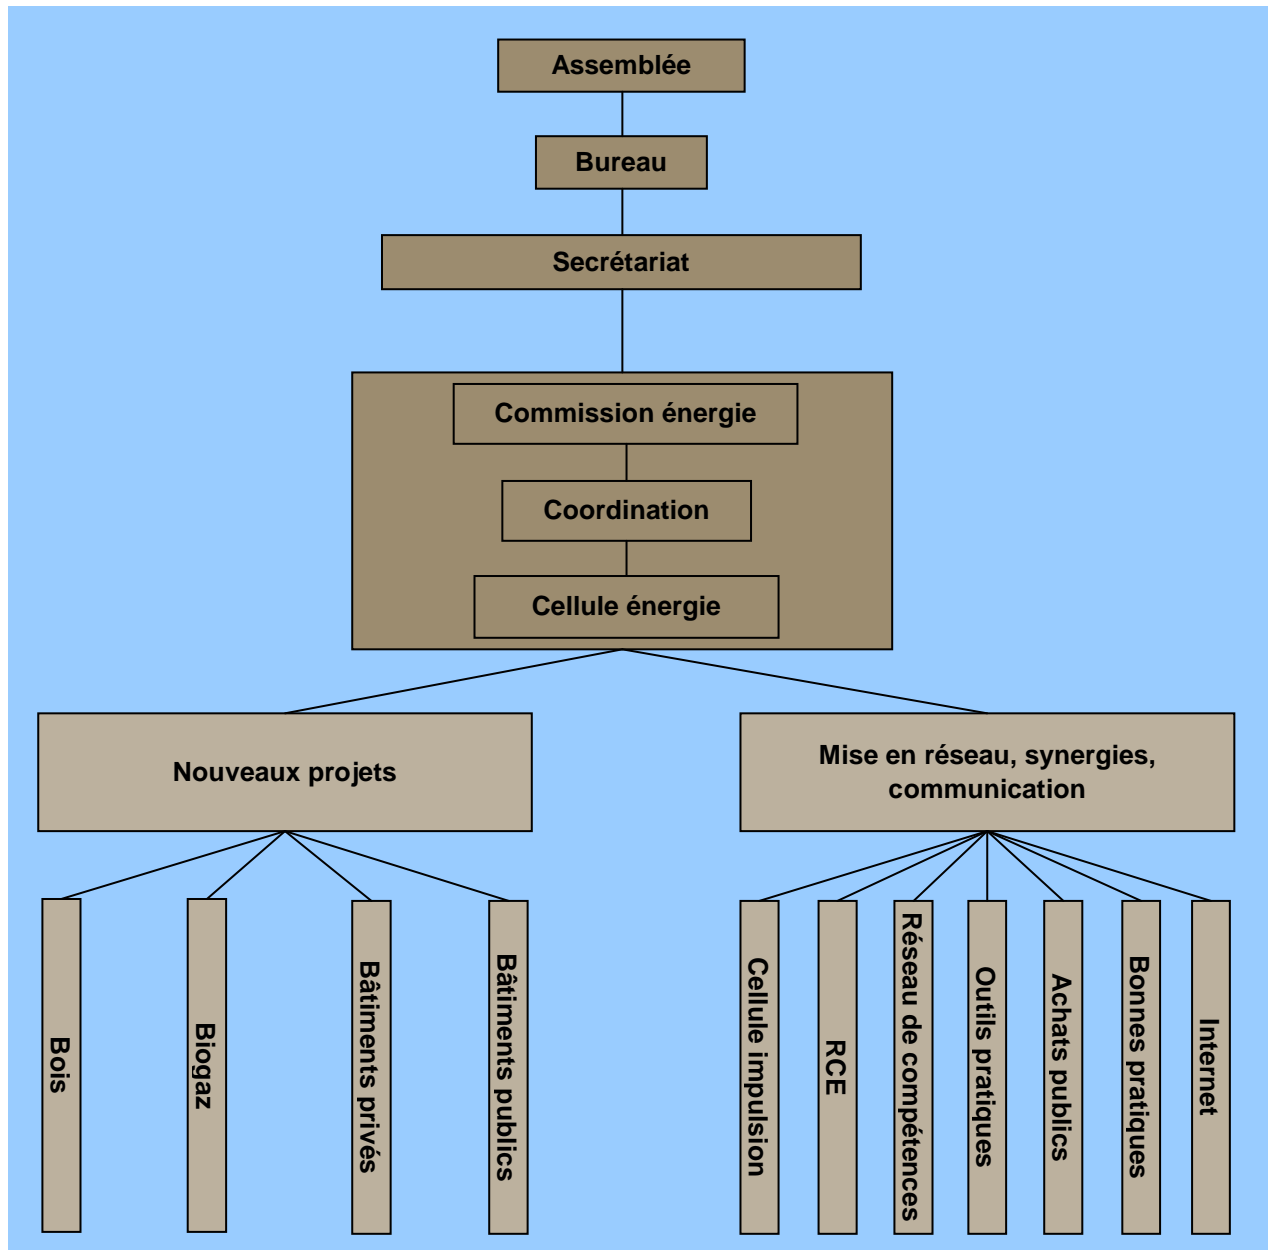 Assemblée
Bureau
Secrétariat
Commission énergie
Coordination
Cellule énergie
Nouveaux projets
Mise en réseau, synergies,
communication
Bois
Biogaz
Bâtiments privés
Bâtiments publics
Cellule impulsion
RCE
Réseau de compétences
Outils pratiques
Achats publics
Bonnes pratiques
Internet